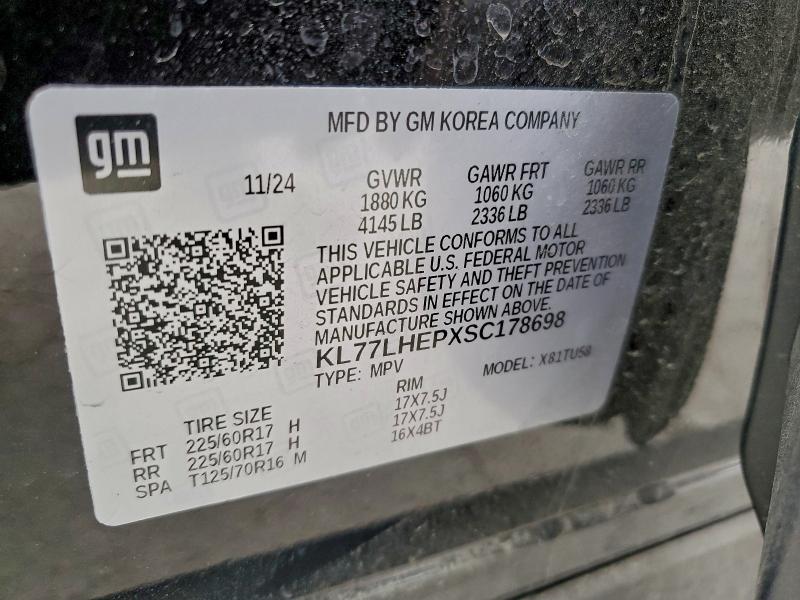 gm
MFD BY GM KOREA COMPANY
11/24
GVWR
1880 KG
4145 LB
GAWR FRT
1060 KG
2336 LB
GAWR RR
1060 KG
2336 LB
THIS VEHICLE CONFORMS TO ALL
APPLICABLE U.S. FEDERAL MOTOR
VEHICLE SAFETY AND THEFT PREVENTION
STANDARDS IN EFFECT ON THE DATE OF
MANUFACTURE SHOWN ABOVE.
KL77LHEPXSC178698
TYPE: MPV MODEL: X81TU58
TIRE SIZE RIM
FRT 225/60R17 H 17X7.5J
RR 225/60R17 H 17X7.5J
SPA T125/70R16 M 16X4BT